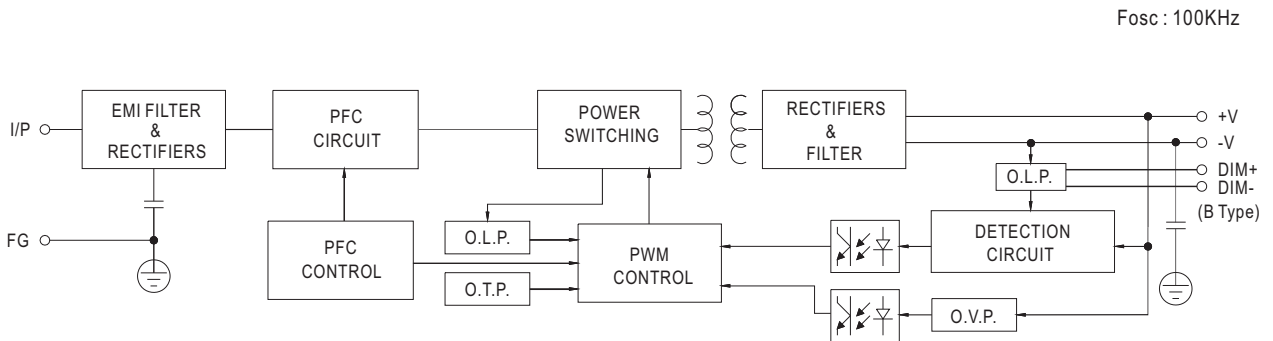 Fosc : 100KHz
I/P
EMI FILTER
&
RECTIFIERS
PFC
CIRCUIT
POWER
SWITCHING
RECTIFIERS
&
FILTER
+V
-V
O.L.P.
DIM+
DIM-
(B Type)
FG
PFC
CONTROL
O.L.P.
O.T.P.
PWM
CONTROL
DETECTION
CIRCUIT
O.V.P.